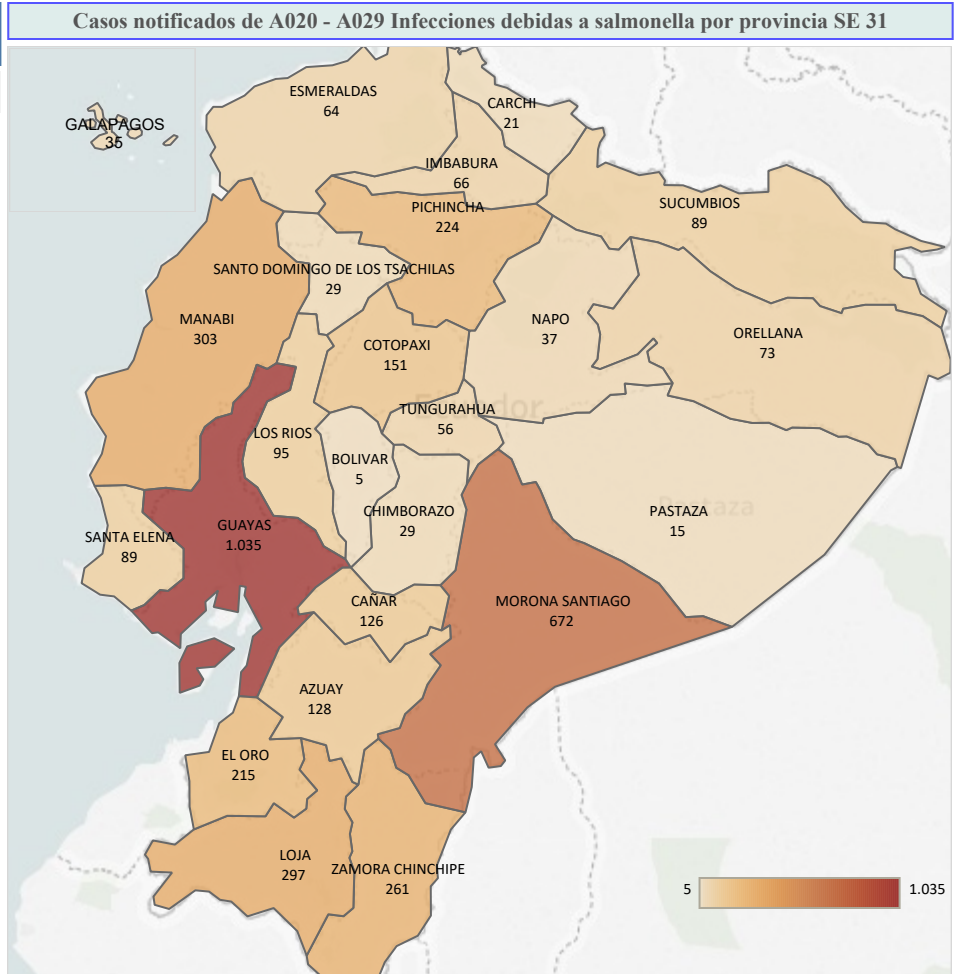 Casos notificados de A020 - A029 Infecciones debidas a salmonella por provincia SE 31
ESMERALDAS
64
CARCHI
21
GALAPAGOS
35
IMBABURA
66
PICHINCHA
224
SUCUMBIOS
89
SANTO DOMINGO DE LOS TSACHILAS
29
MANABI
303
NAPO
37
ORELLANA
73
COTOPAXI
151
Ecuador
TUNGURAHUA
56
LOS RIOS
95
BOLIVAR
5
CHIMBORAZO
29
Pastaza
PASTAZA
15
GUAYAS
1.035
SANTA ELENA
89
CAÑAR
126
MORONA SANTIAGO
672
AZUAY
128
EL ORO
215
LOJA
297
ZAMORA CHINCHIPE
261
5
1.035